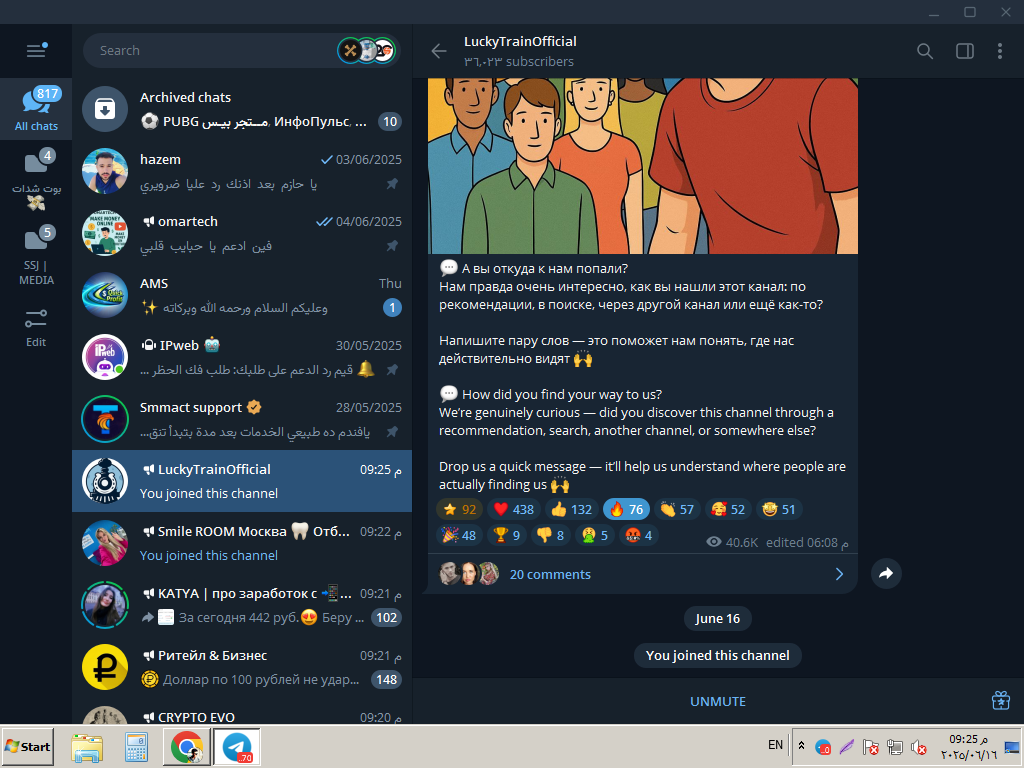 Search
LuckyTrainOfficial
٣٦,٠٢٣ subscribers
817
All chats
4
بوت شدات
5
SSJ |
MEDIA
Edit
Archived chats
PUBG مــتجر بيـس, ИнфоПульс, ...
10
hazem
03/06/2025
يا حازم بعد اذنك رد عليا ضروبري
omartech
04/06/2025
فين ادعم يا حبايب قلبي
AMS
Thu
وعليكم السلام ورحمه الله وبركاته ✨
1
IPweb 🤖
30/05/2025
🔔 قيم رد الدعم على طلبك: طلب فك الحظر ...
Smmact support
28/05/2025
يافندم ده طبيعي الخدمات بعد مدة يتبدأ تنق...
LuckyTrainOfficial
09:25 م
You joined this channel
Smile ROOM Москва 🦷 Отб...
09:22 م
You joined this channel
KATYA | про заработок с 📲...
09:21 م
За сегодня 442 руб.😍 Беру ...
102
Ритейл & Бизнес
09:21 م
Доллар по 100 рублей не удар...
148
CRYPTO EVO
09:20 م
💬 А вы откуда к нам попали?
Нам правда очень интересно, как вы нашли этот канал: по
рекомендации, в поиске, через другой канал или ещё как-то?
Напишите пару слов — это поможет нам понять, где нас
действительно видят 🙌
💬 How did you find your way to us?
We’re genuinely curious — did you discover this channel through a
recommendation, search, another channel, or somewhere else?
Drop us a quick message — it’ll help us understand where people are
actually finding us 🙌
⭐ 92 ❤ 438 👍 132 🔥 76 👏 57 🥰 52 🤩 51
🎉 48 🏆 9 👎 8 🤮 5 🤬 4
40.6K edited 06:08 م
20 comments
June 16
You joined this channel
UNMUTE
Start
..70
EN
09:25 م
٢٠٢٥/٠٦/١٦